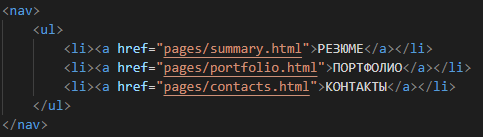 <nav>
    <ul>
        <li><a href="pages/summary.html">РЕЗЮМЕ</a></li>
        <li><a href="pages/portfolio.html">ПОРТФОЛИО</a></li>
        <li><a href="pages/contacts.html">КОНТАКТЫ</a></li>
    </ul>
</nav>